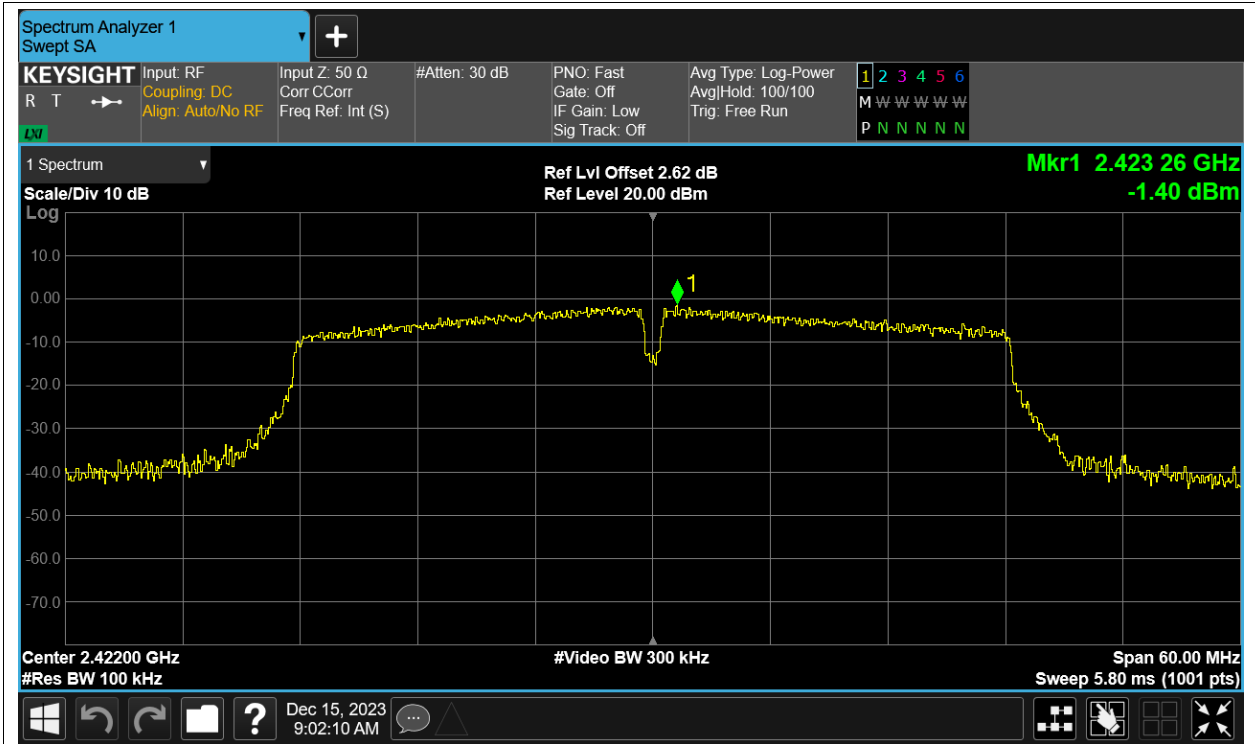 Spectrum Analyzer 1
Swept SA
KEYSIGHT
R T
LXI
Input: RF
Coupling: DC
Align: Auto/No RF
Input Z: 50 Ω
Corr CCorr
Freq Ref: Int (S)
#Atten: 30 dB
PNO: Fast
Gate: Off
IF Gain: Low
Sig Track: Off
Avg Type: Log-Power
Avg|Hold: 100/100
Trig: Free Run
1 2 3 4 5 6
M W W W W W
P N N N N N
1 Spectrum
Scale/Div 10 dB
Log
Ref Lvl Offset 2.62 dB
Ref Level 20.00 dBm
Mkr1 2.423 26 GHz
-1.40 dBm
10.0
0.00
-10.0
-20.0
-30.0
-40.0
-50.0
-60.0
-70.0
1
Center 2.42200 GHz
#Res BW 100 kHz
#Video BW 300 kHz
Span 60.00 MHz
Sweep 5.80 ms (1001 pts)
?
Dec 15, 2023
9:02:10 AM